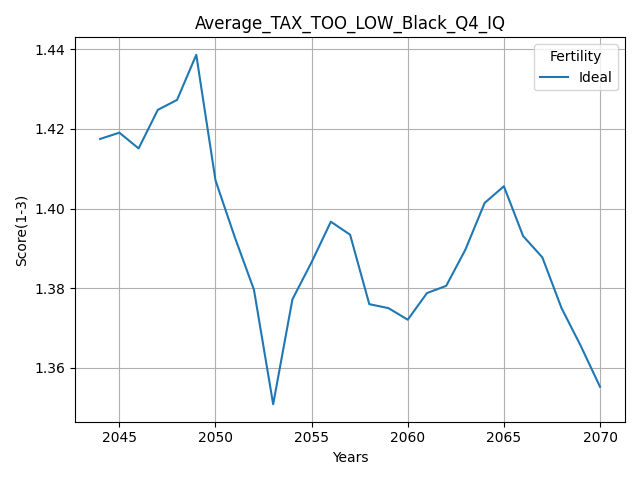 Average_TAX_TOO_LOW_Black_Q4_IQ
Fertility
Ideal
Score(1-3)
1.44
1.42
1.40
1.38
1.36
2045 2050 2055 2060 2065 2070
Years